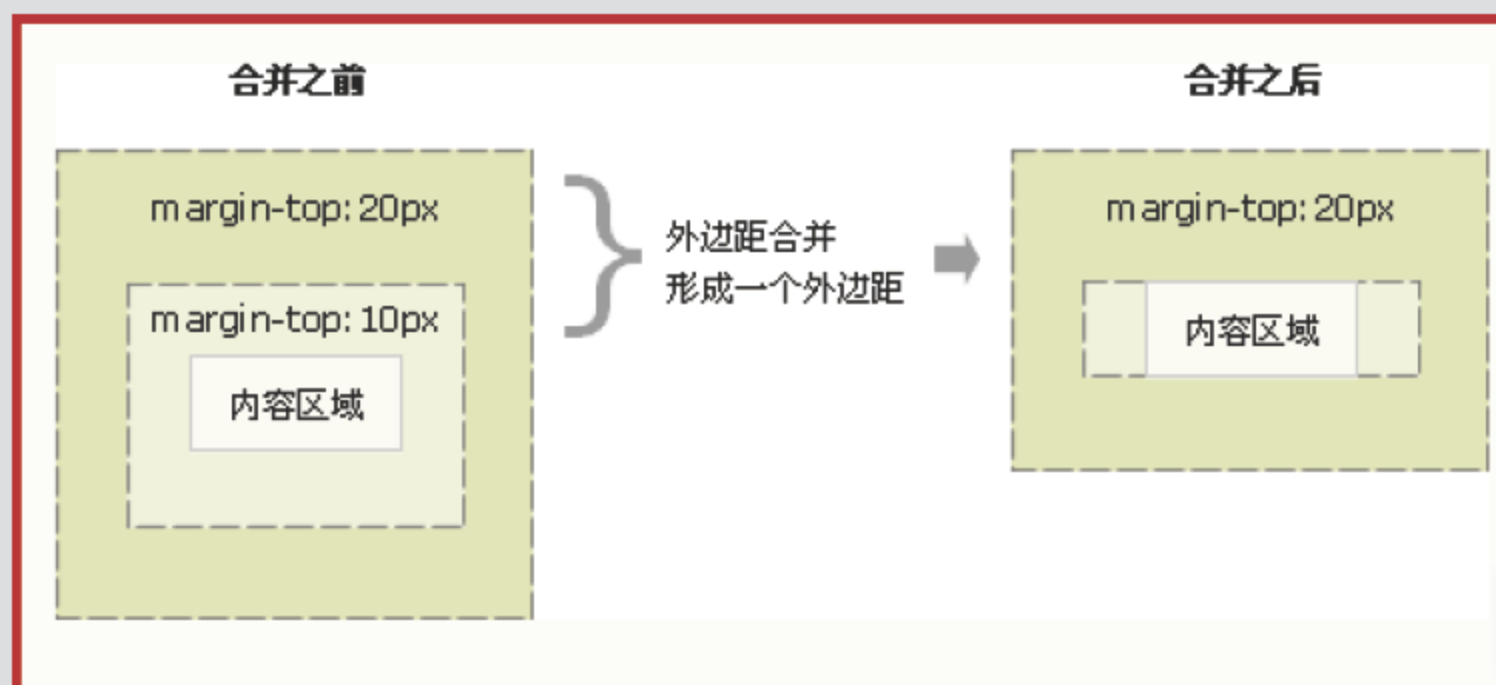 合并之前
合并之后
margin-top: 20px
margin-top: 10px
内容区域
外边距合并
形成一个外边距
margin-top: 20px
内容区域